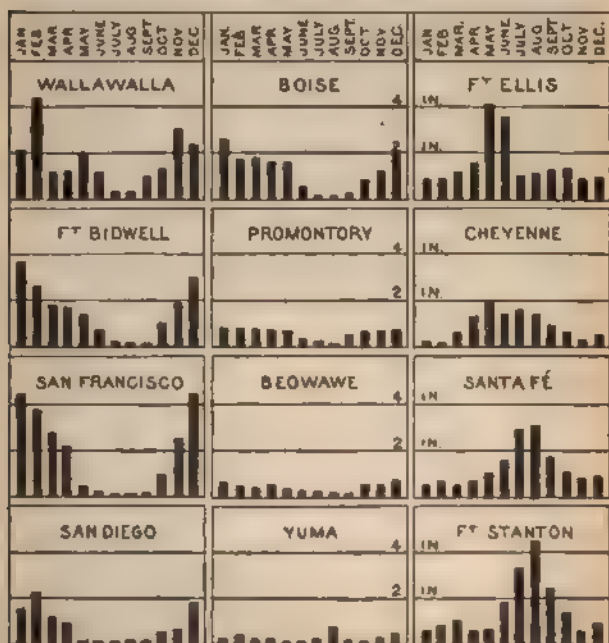 JAN. FEB. MAR. APR. MAY JUNE JULY AUG. SEPT. OCT. NOV. DEC.
JAN. FEB. MAR. APR. MAY JUNE JULY AUG. SEPT. OCT. NOV. DEC.
JAN. FEB. MAR. APR. MAY JUNE JULY AUG. SEPT. OCT. NOV. DEC.
WALLAWALLA
BOISE
FT ELLIS
4 IN.
2 IN.
FT BIDWELL
PROMONTORY
CHEYENNE
4 IN.
2 IN.
SAN FRANCISCO
BEOWAWE
SANTA FÉ
4 IN.
2 IN.
SAN DIEGO
YUMA
FT STANTON
4 IN.
2 IN.